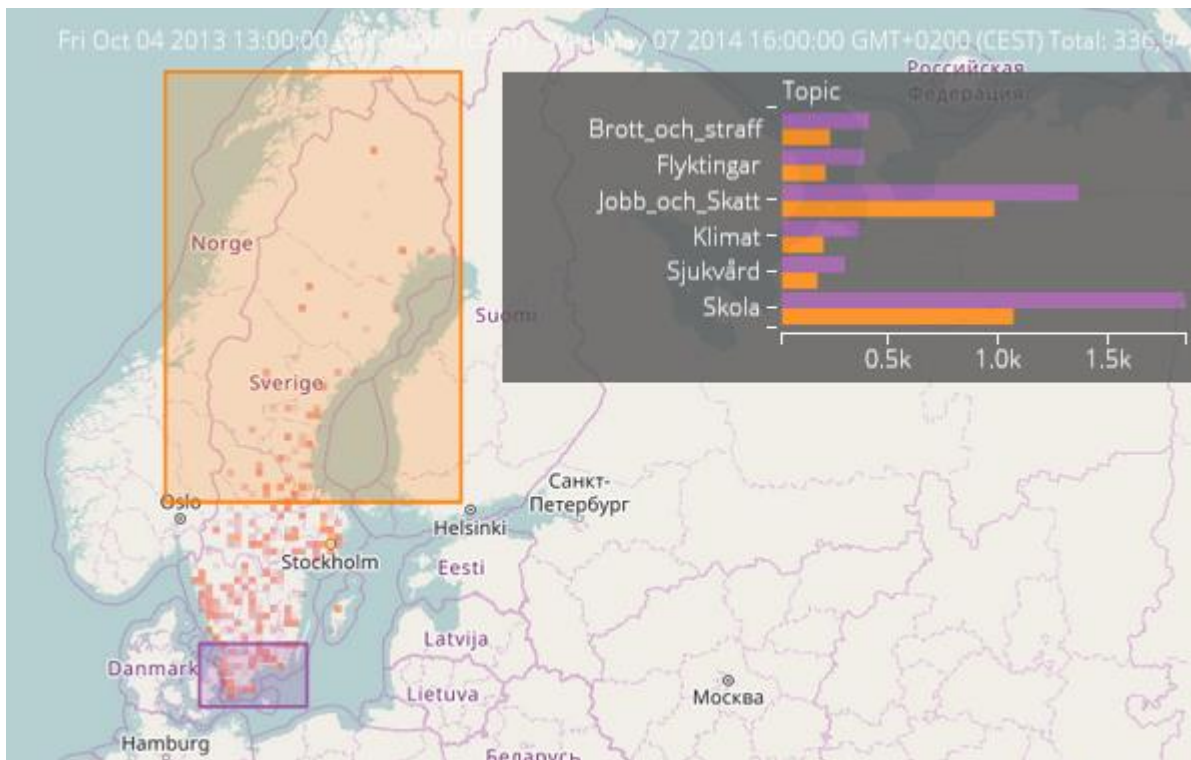 Fri Oct 04 2013 13:00:00 May 07 2014 16:00:00 GMT+0200 (CEST) Total:
Российская
Федерация
Topic
Brott_och_straff
Flyktingar
Jobb_och_Skatt
Klimat
Sjukvård
Skola
0.5k 1.0k 1.5k
Norge
Suomi
Sverige
Санкт-
Петербург
Oslo
Helsinki
Stockholm
Eesti
Latvija
Danmark
Lietuva
Москва
Hamburg
Беларусь